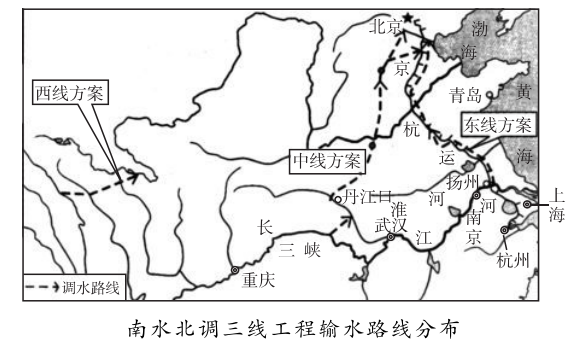 北京
渤海
京
西线方案
青岛
黄海
杭
东线方案
中线方案
运
丹江口
扬州
河
淮河
上海
长江
三峡
武汉
南京
杭州
重庆
调水路线
南水北调三线工程输水路线分布